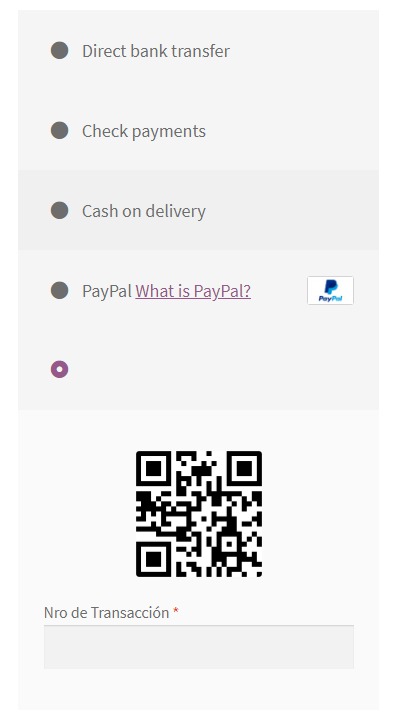 Direct bank transfer
Check payments
Cash on delivery
PayPal What is PayPal?
PayPal
Nro de Transacción *